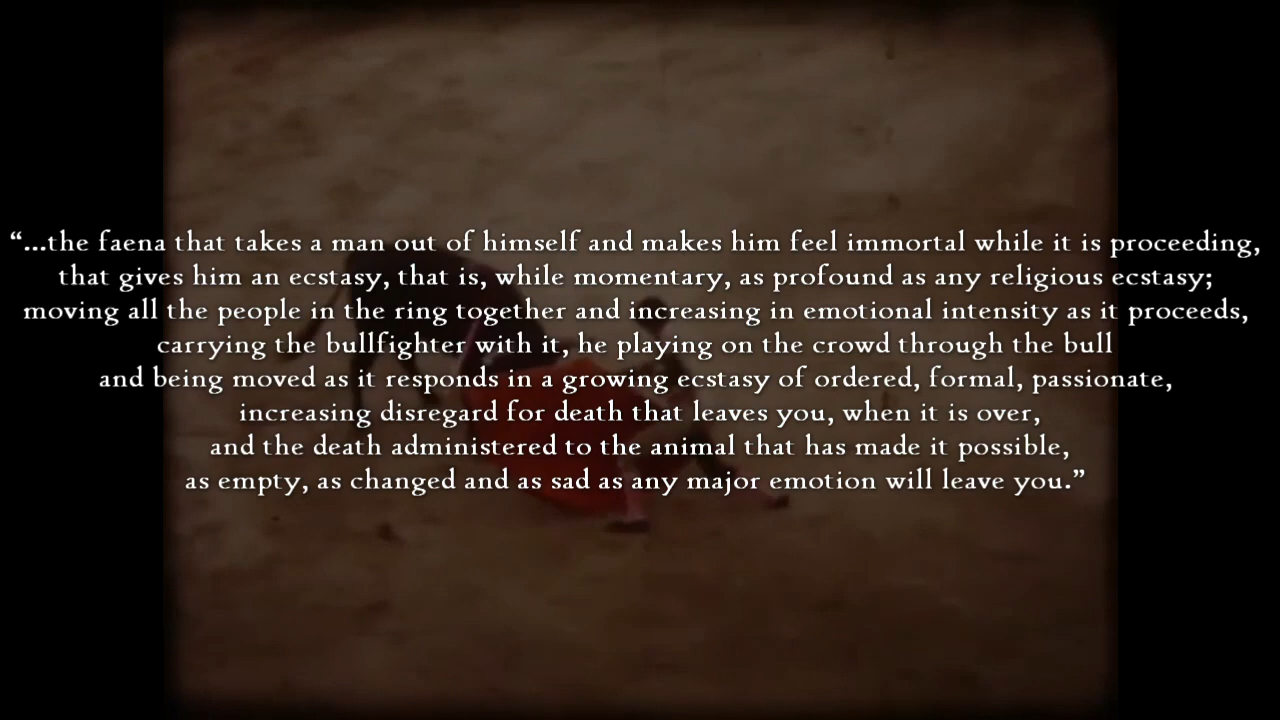 “...the faena that takes a man out of himself and makes him feel immortal while it is proceeding,
that gives him an ecstasy, that is, while momentary, as profound as any religious ecstasy;
moving all the people in the ring together and increasing in emotional intensity as it proceeds,
carrying the bullfighter with it, he playing on the crowd through the bull
and being moved as it responds in a growing ecstasy of ordered, formal, passionate,
increasing disregard for death that leaves you, when it is over,
and the death administered to the animal that has made it possible,
as empty, as changed and as sad as any major emotion will leave you.”